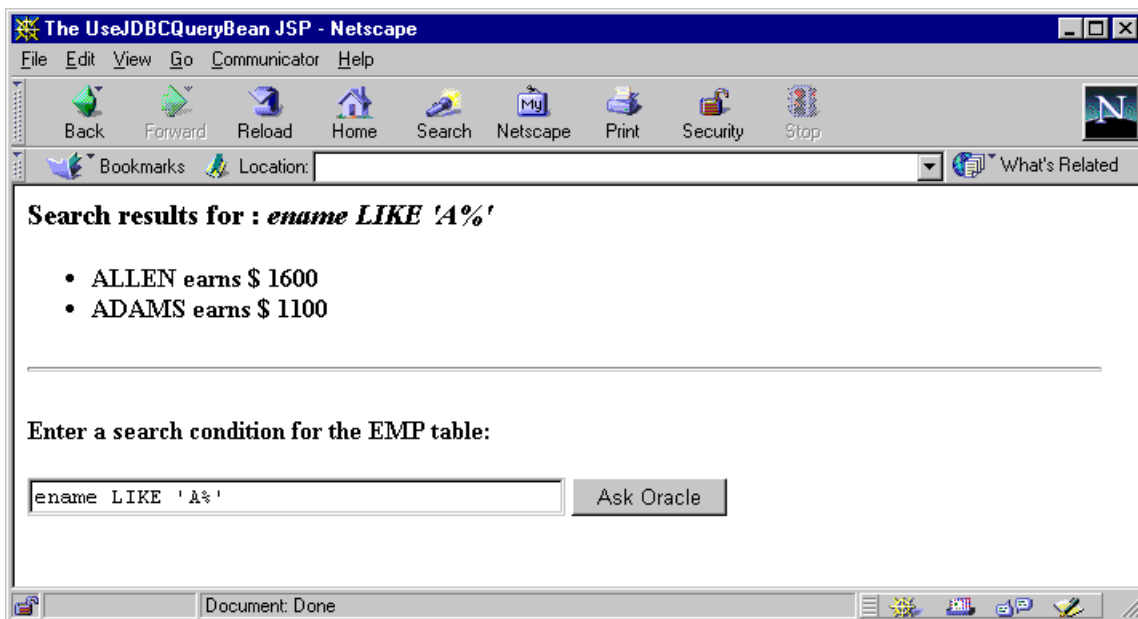 The UseJDBCQueryBean JSP - Netscape
File Edit View Go Communicator Help
Back Forward Reload Home Search Netscape Print Security Stop
My
N
Bookmarks Location: What's Related
Search results for : ename LIKE 'A%'
• ALLEN earns $ 1600
• ADAMS earns $ 1100
Enter a search condition for the EMP table:
ename LIKE 'A%' Ask Oracle
Document: Done